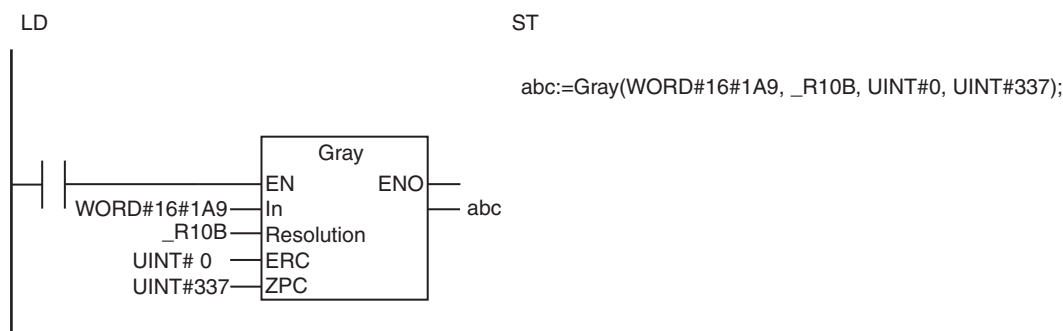 LD
ST
abc:=Gray(WORD#16#1A9, _R10B, UINT#0, UINT#337);
Gray
EN ENO
WORD#16#1A9 In abc
_R10B Resolution
UINT# 0 ERC
UINT#337 ZPC